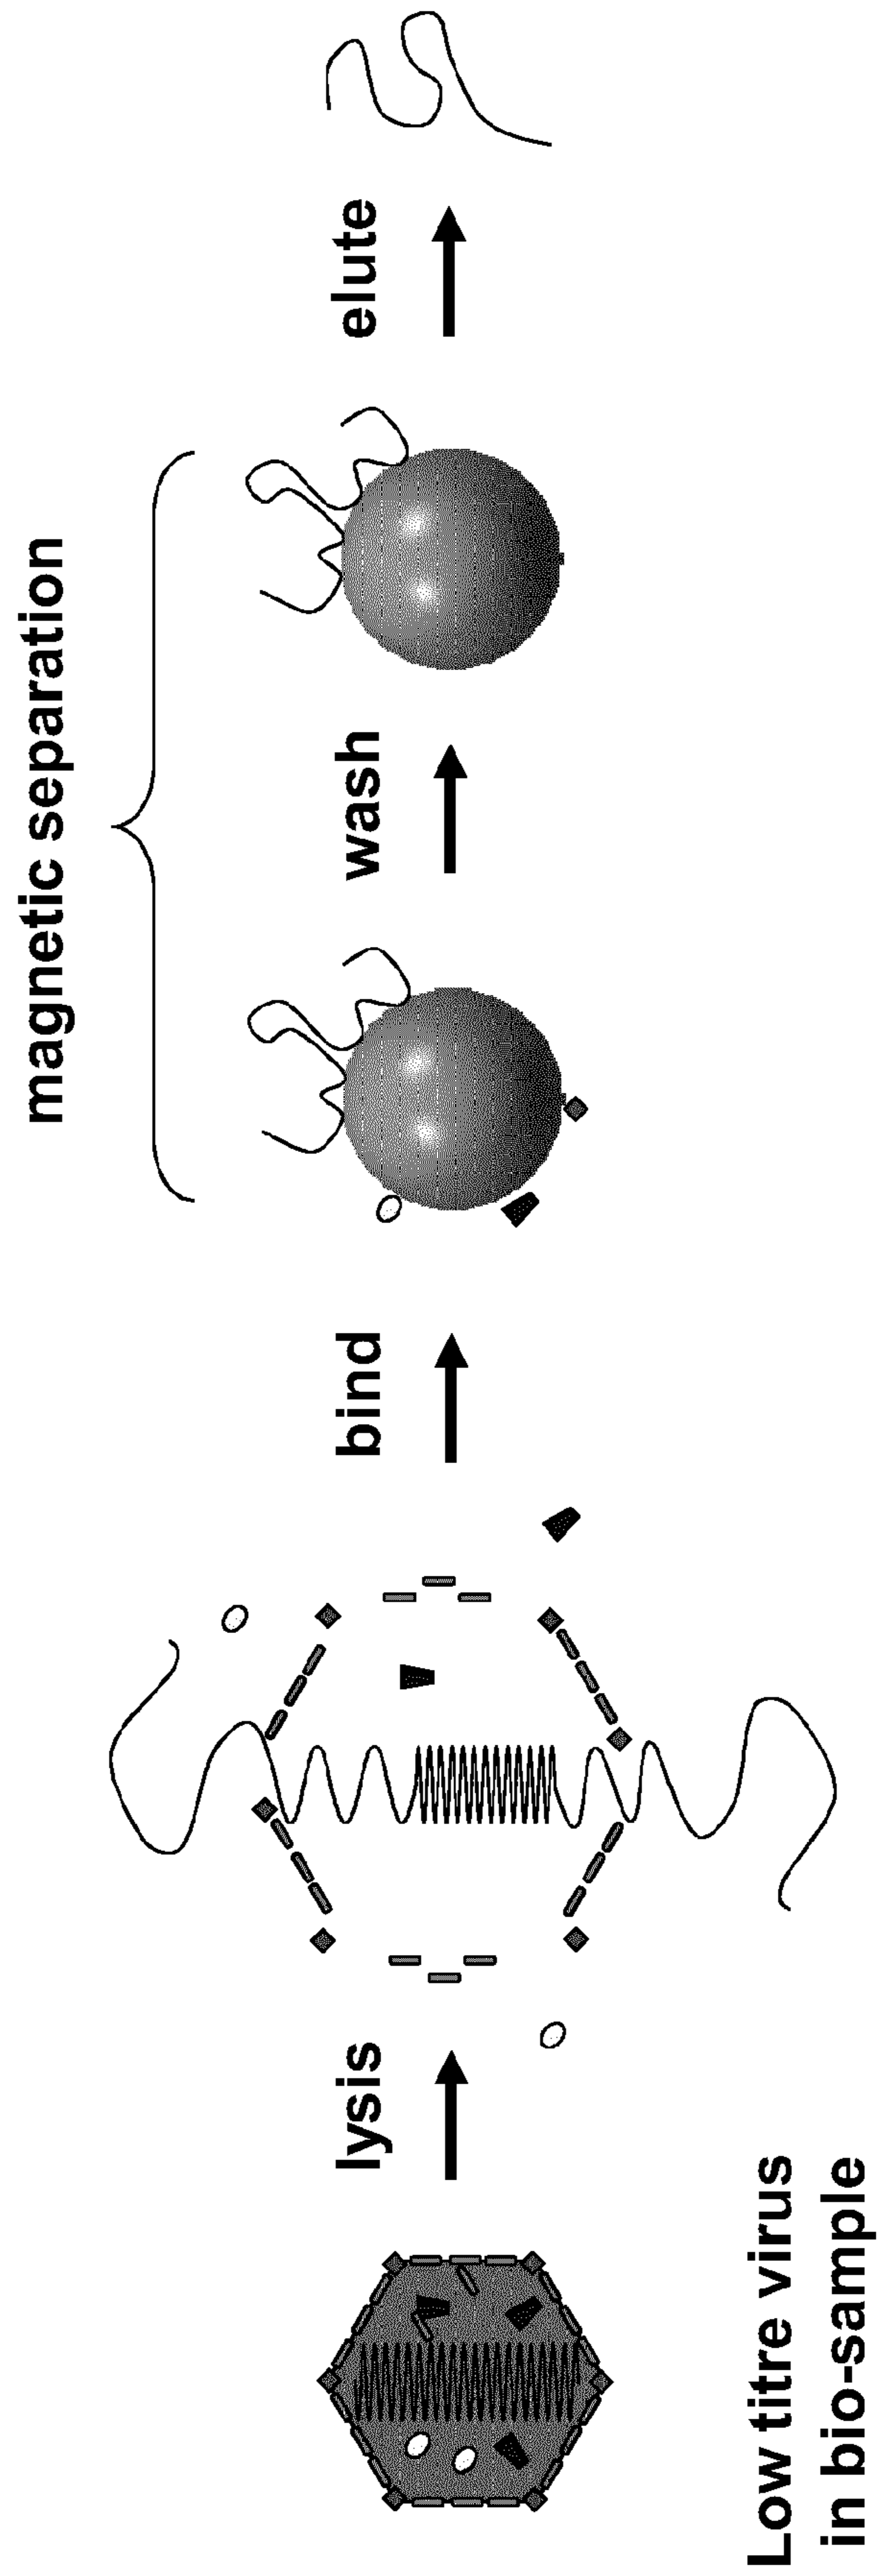 magnetic separation
lysis
bind
wash
elute
Low titre virus
in bio-sample